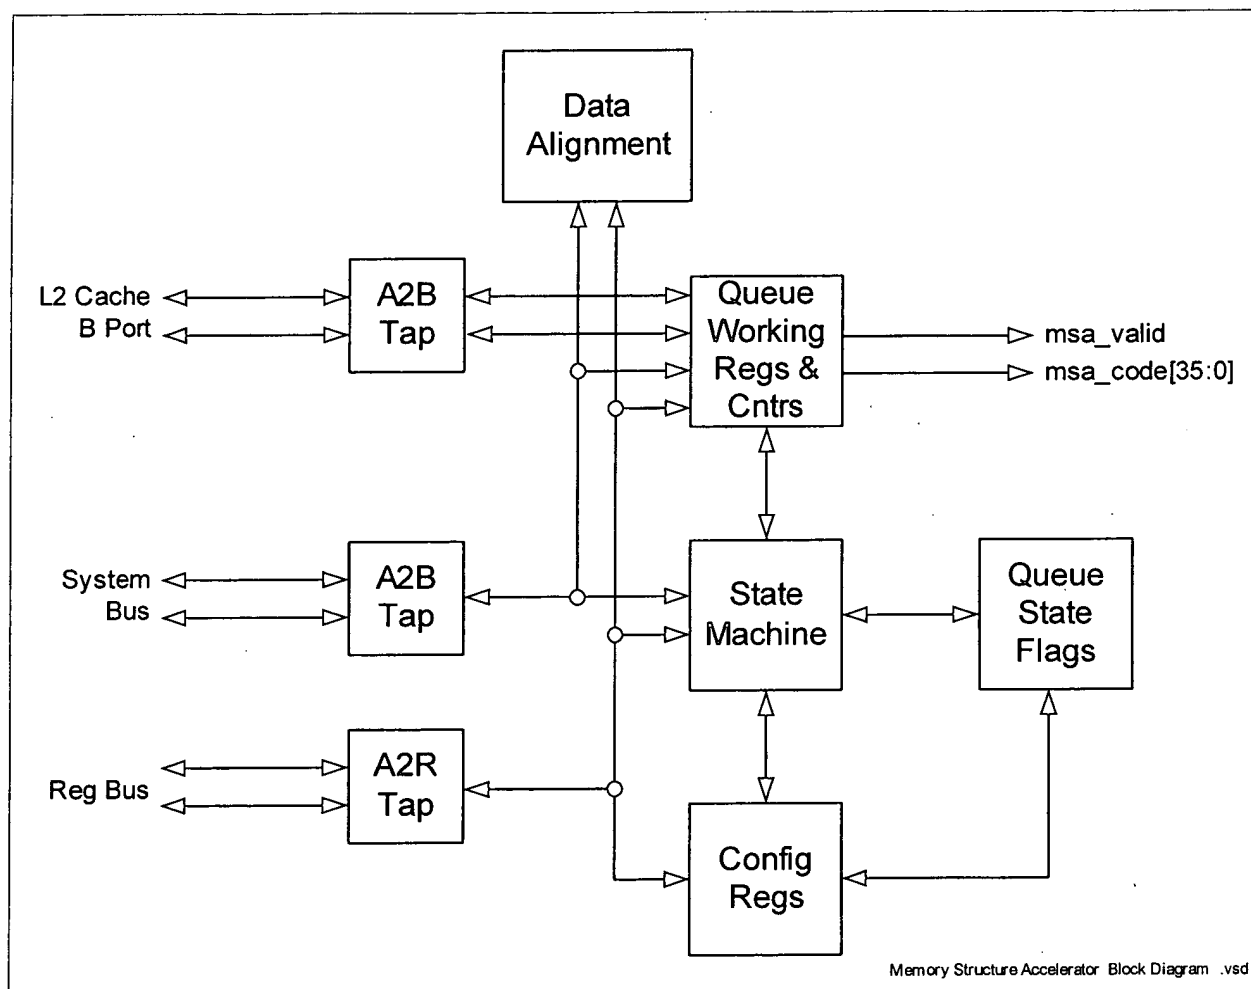 Data
Alignment
L2 Cache
B Port
A2B
Tap
Queue
Working
Regs &
Cntrs
msa_valid
msa_code[35:0]
System
Bus
A2B
Tap
State
Machine
Queue
State
Flags
Reg Bus
A2R
Tap
Config
Regs
Memory Structure Accelerator Block Diagram .vsd